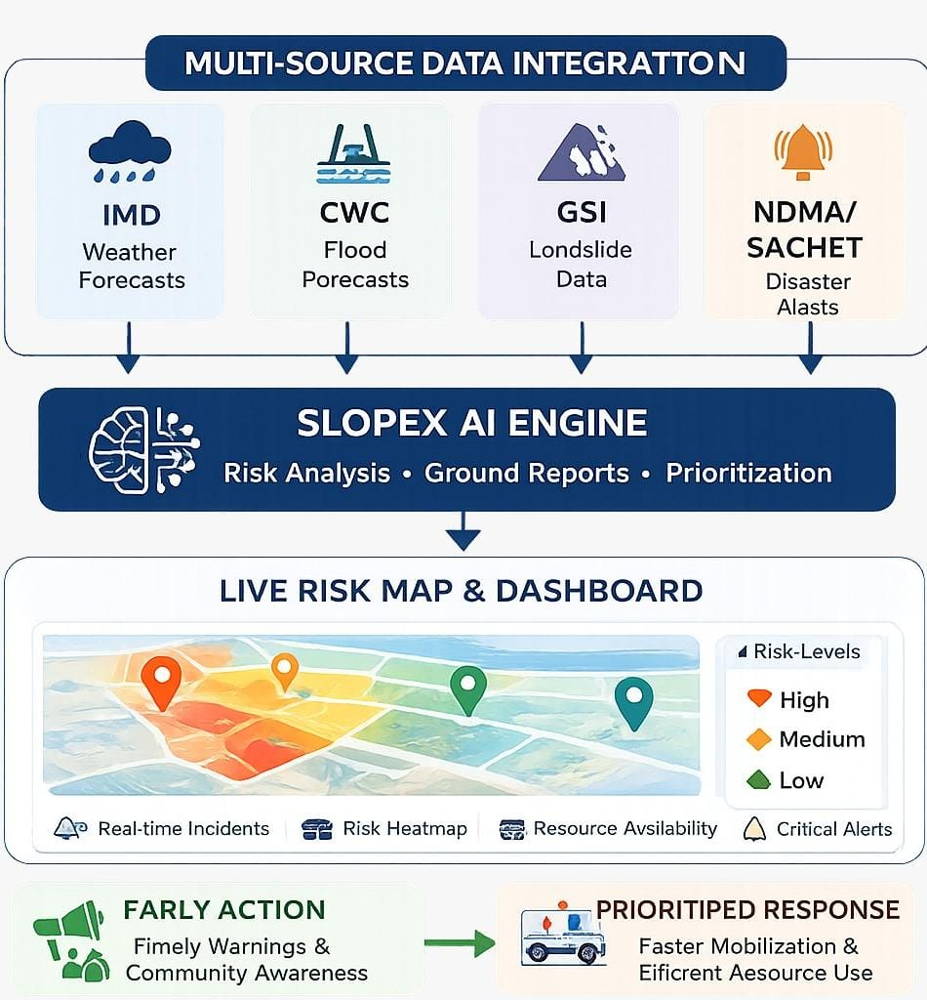 MULTI-SOURCE DATA INTEGRATTON
IMD
Weather
Forecasts
CWC
Flood
Porecasts
GSI
Londslide
Data
NDMA/
SACHET
Disaster
Alasts
SLOPEX AI ENGINE
Risk Analysis • Ground Reports • Prioritization
LIVE RISK MAP & DASHBOARD
Risk-Levels
High
Medium
Low
Real-time Incidents
Risk Heatmap
Resource Avsilability
Critical Alerts
FARLY ACTION
Fimely Warnings &
Community Awareness
PRIORITIPED RESPONSE
Faster Mobilization &
Eificrent Aesource Use